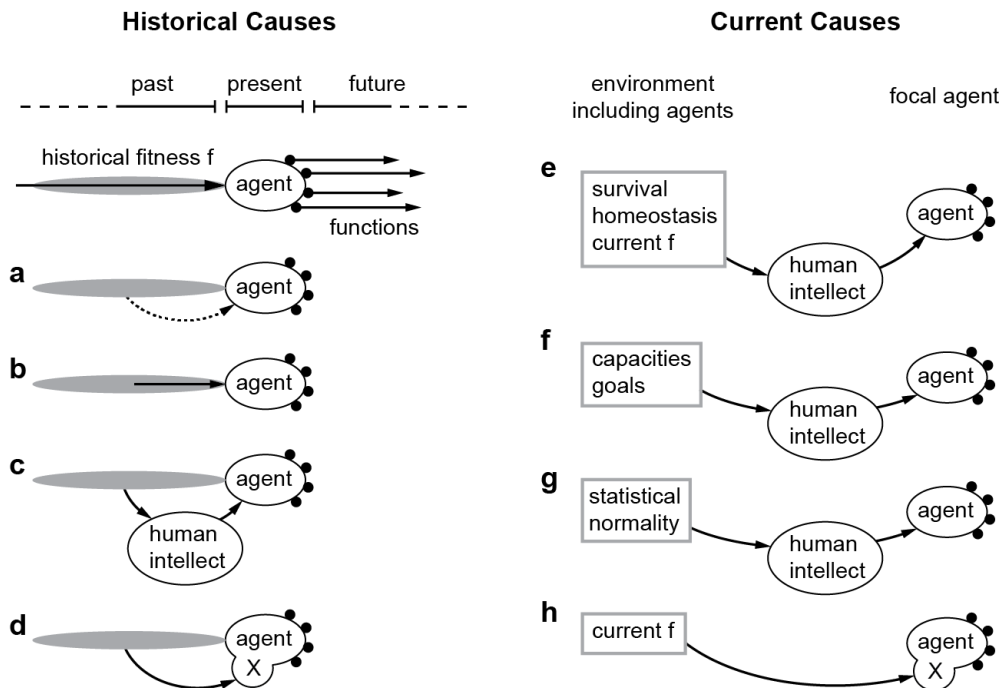 Historical Causes
past present future
historical fitness f
agent
functions
a
agent
b
agent
c
agent
human
intellect
d
agent
X
Current Causes
environment
including agents
focal agent
e
survival
homeostasis
current f
human
intellect
agent
f
capacities
goals
human
intellect
agent
g
statistical
normality
human
intellect
agent
h
current f
agent
X